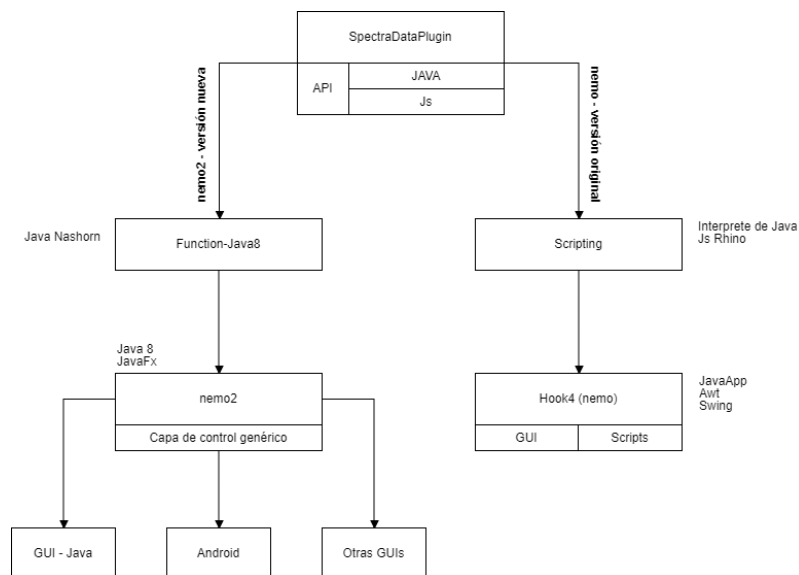 SpectraDataPlugin
API
JAVA
Js
nemo2 - versión nueva
nemo - versión original
Java Nashorn
Function-Java8
Scripting
Interprete de Java
Js Rhino
Java 8
JavaFx
nemo2
Capa de control genérico
Hook4 (nemo)
GUI
Scripts
JavaApp
Awt
Swing
GUI - Java
Android
Otras GUIs